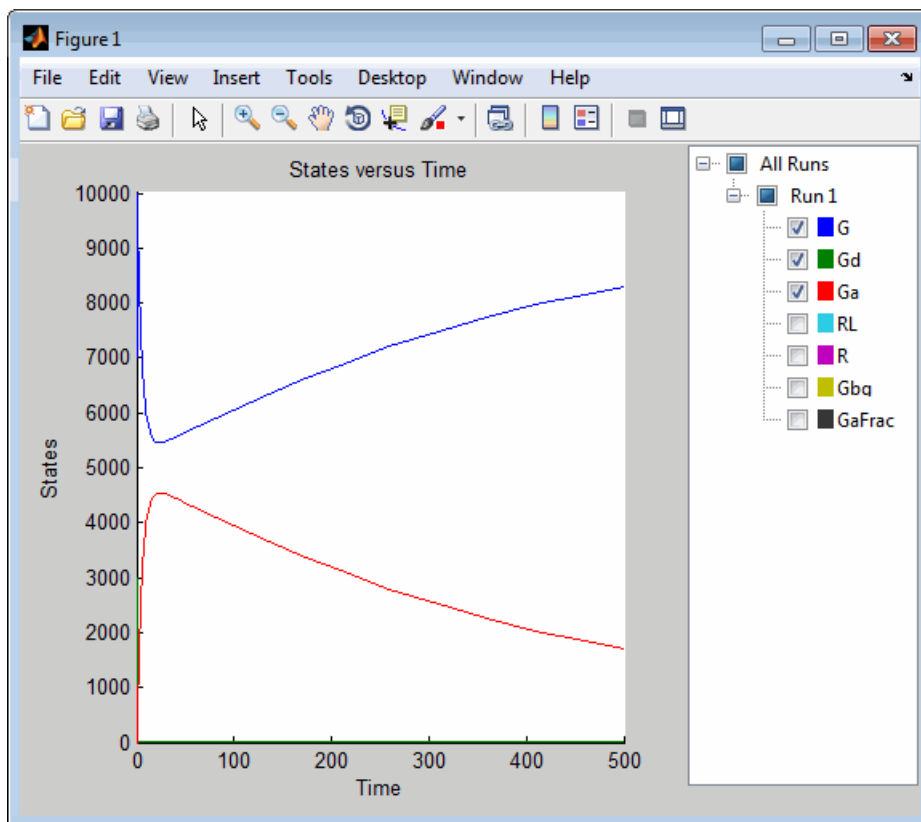 Figure 1
File Edit View Insert Tools Desktop Window Help
States versus Time
10000
9000
8000
7000
6000
5000
4000
3000
2000
1000
0
States
0 100 200 300 400 500
Time
All Runs
Run 1
G
Gd
Ga
RL
R
Gbg
GaFrac